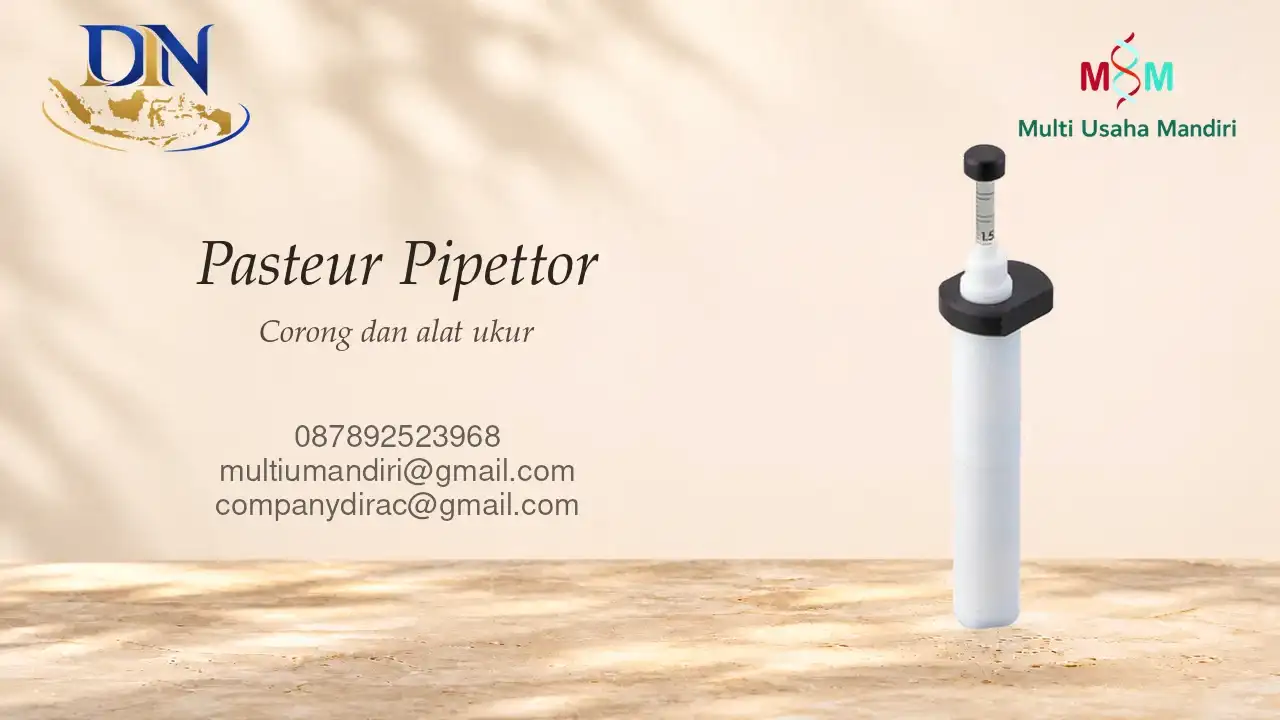 DN
M M
Multi Usaha Mandiri
1.5
Pasteur Pipettor
Corong dan alat ukur
087892523968
multiumandiri@gmail.com
companydirac@gmail.com